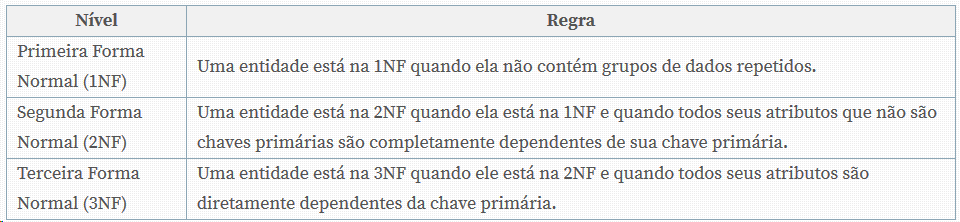 Nível Regra
Primeira Forma
Normal (1NF)
Uma entidade está na 1NF quando ela não contém grupos de dados repetidos.
Segunda Forma
Normal (2NF)
Uma entidade está na 2NF quando ela está na 1NF e quando todos seus atributos que não são
chaves primárias são completamente dependentes de sua chave primária.
Terceira Forma
Normal (3NF)
Uma entidade está na 3NF quando ele está na 2NF e quando todos seus atributos são
diretamente dependentes da chave primária.